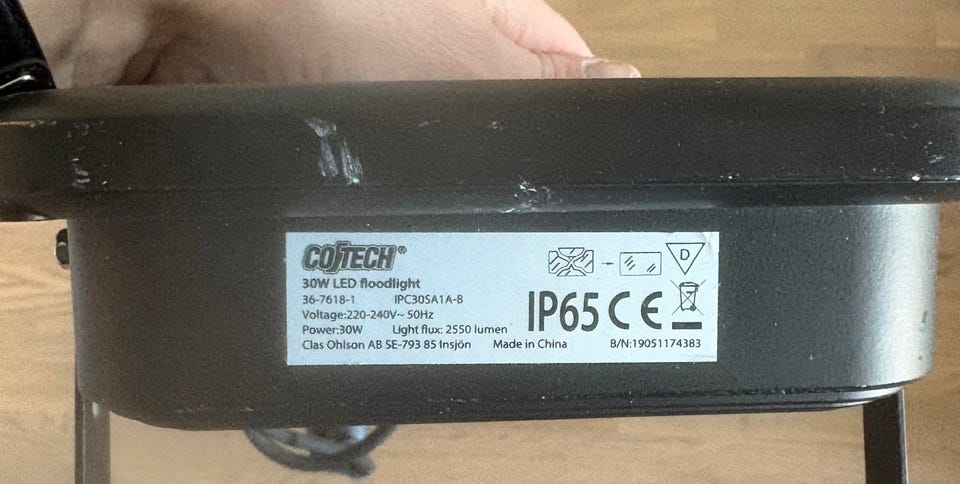 COTECH®
30W LED floodlight
36-7618-1 IPC30SA1A-B
Voltage:220-240V~ 50Hz
Power:30W Light flux: 2550 lumen
Clas Ohlson AB SE-793 85 Insjön Made in China
D
IP65 CE
B/N:19051174383